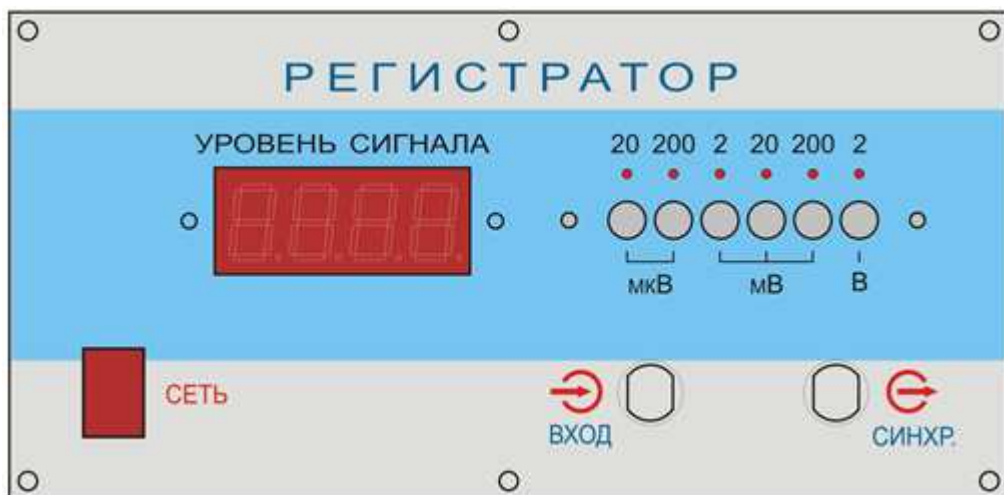 РЕГИСТРАТОР
УРОВЕНЬ СИГНАЛА
20 200 2 20 200 2
мкВ мВ В
СЕТЬ
ВХОД
СИНХР.